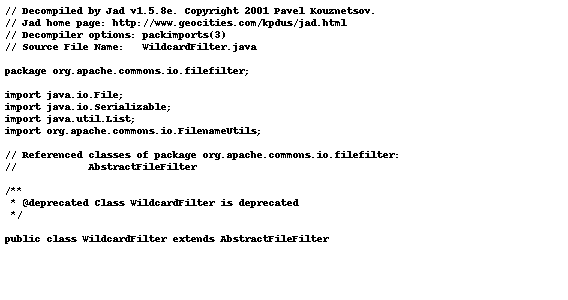 // Decompiled by Jad v1.5.8e. Copyright 2001 Pavel Kouznetsov.
// Jad home page: http://www.geocities.com/kpdus/jad.html
// Decompiler options: packimports(3)
// Source File Name:   WildcardFilter.java

package org.apache.commons.io.filefilter;

import java.io.File;
import java.io.Serializable;
import java.util.List;
import org.apache.commons.io.FilenameUtils;

// Referenced classes of package org.apache.commons.io.filefilter:
//            AbstractFileFilter

/**
 * @deprecated Class WildcardFilter is deprecated
 */

public class WildcardFilter extends AbstractFileFilter